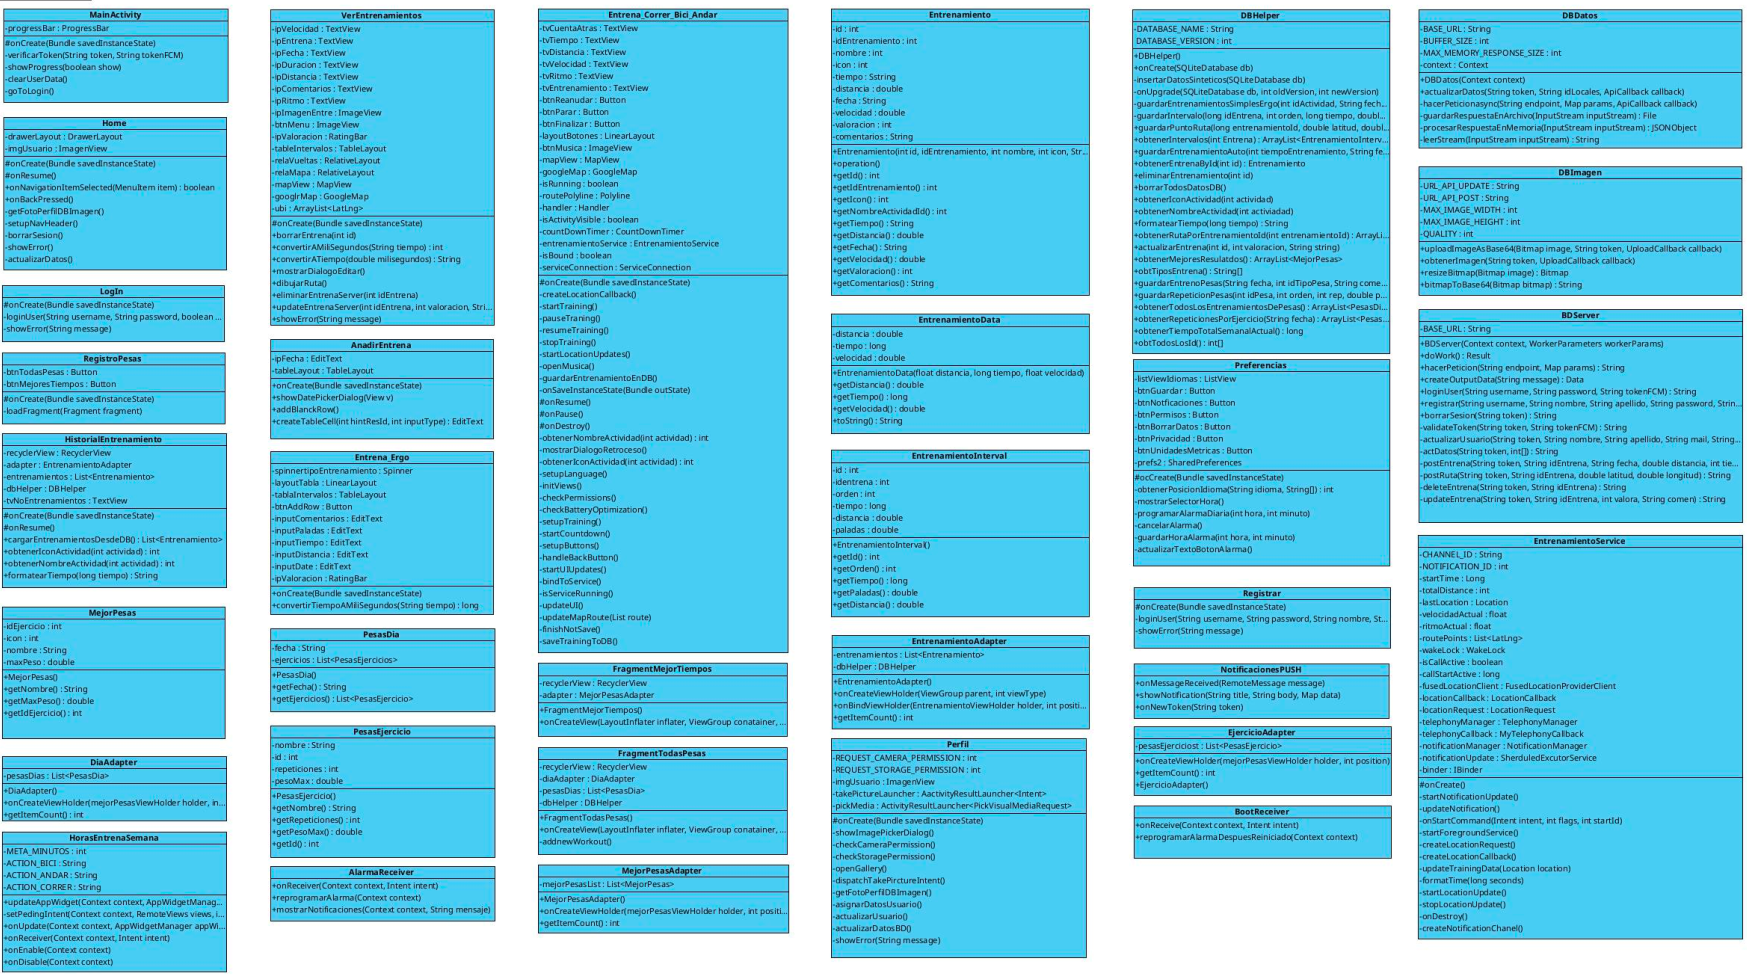 MainActivity
-progressBar : ProgressBar
#onCreate(Bundle savedInstanceState)
-verificarToken(String token, String tokenFCM)
-showProgress(boolean show)
-clearUserData()
-goToLogin()
Home
-drawerLayout : DrawerLayout
-imgUsuario : ImagenView
#onCreate(Bundle savedInstanceState)
#onResume()
+onNavigationItemSelected(MenuItem item) : boolean
+onBackPressed()
-getFotoPerfilDBImagen()
-setupNavHeader()
-borrarSesion()
-showError()
-actualizarDatos()
LogIn
#onCreate(Bundle savedInstanceState)
-loginUser(String username, String password, boolean ...
-showError(String message)
RegistroPesas
-btnTodasPesas : Button
-btnMejoresTiempos : Button
#onCreate(Bundle savedInstanceState)
-loadFragment(Fragment fragment)
HistorialEntrenamiento
-recyclerView : RecyclerView
-adapter : EntrenamientoAdapter
-entrenamientos : List<Entrenamiento>
-dbHelper : DBHelper
-tvNoEntrenamientos : TextView
#onCreate(Bundle savedInstanceState)
#onResume()
+cargarEntrenamientosDesdeDB() : List<Entrenamiento>
+obtenerIconActividad(int actividad) : int
+obtenerNombreActividad(int actividad) : int
+formatearTiempo(long tiempo) : String
MejorPesas
-idEjercicio : int
-icon : int
-nombre : String
-maxPeso : double
+MejorPesas()
+getNombre() : String
+getMaxPeso() : double
+getIdEjercicio() : int
DiaAdapter
-pesasDias : List<PesasDia>
+DiaAdapter()
+onCreateViewHolder(mejorPesasViewHolder holder, in...
+getItemCount() : int
HorasEntrenaSemana
-META_MINUTOS : int
-ACTION_BICI : String
-ACTION_ANDAR : String
-ACTION_CORRER : String
+updateAppWidget(Context context, AppWidgetManag...
-setPedingIntent(Context context, RemoteViews views, i...
+onUpdate(Context context, AppWidgetManager appWi...
+onReceiver(Context context, Intent intent)
+onEnable(Context context)
+onDisable(Context context)
VerEntrenamientos
-ipVelocidad : TextView
-ipEntrena : TextView
-ipFecha : TextView
-ipDuracion : TextView
-ipDistancia : TextView
-ipComentarios : TextView
-ipRitmo : TextView
-ipImagenEntre : ImageView
-btnMenu : ImageView
-ipValoracion : RatingBar
-tableIntervalos : TableLayout
-relaVueltas : RelativeLayout
-relaMapa : RelativeLayout
-mapView : MapView
-googlrMap : GoogleMap
-ubi : ArrayList<LatLng>
#onCreate(Bundle savedInstanceState)
+borrarEntrena(int id)
+convertirAMiliSegundos(String tiempo) : int
+convertirATiempo(double milisegundos) : String
+mostrarDialogoEditar()
+dibujarRuta()
+eliminarEntrenaServer(int idEntrena)
+updateEntrenaServer(int idEntrena, int valoracion, Stri...
+showError(String message)
AnadirEntrena
-ipFecha : EditText
-tableLayout : TableLayout
+onCreate(Bundle savedInstanceState)
+showDatePickerDialog(View v)
+addBlanckRow()
+createTableCell(int hintResId, int inputType) : EditText
Entrena_Ergo
-spinnertipoEntrenamiento : Spinner
-layoutTabla : LinearLayout
-tablaIntervalos : TableLayout
-btnAddRow : Button
-inputComentarios : EditText
-inputPaladas : EditText
-inputTiempo : EditText
-inputDistancia : EditText
-inputDate : EditText
-ipValoracion : RatingBar
+onCreate(Bundle savedInstanceState)
+convertirTiempoAMiliSegundos(String tiempo) : long
PesasDia
-fecha : String
-ejercicios : List<PesasEjercicios>
+PesasDia()
+getFecha() : String
+getEjercicios() : List<PesasEjercicio>
PesasEjercicio
-nombre : String
-id : int
-repeticiones : int
-pesoMax : double
+PesasEjercicio()
+getNombre() : String
+getRepeticiones() : int
+getPesoMax() : double
+getId() : int
AlarmaReceiver
+onReceiver(Context context, Intent intent)
+reprogramarAlarma(Context context)
+mostrarNotificaciones(Context context, String mensaje)
Entrena_Correr_Bici_Andar
-tvCuentaAtras : TextView
-tvTiempo : TextView
-tvDistancia : TextView
-tvVelocidad : TextView
-tvRitmo : TextView
-tvEntrenamiento : TextView
-btnReanudar : Button
-btnParar : Button
-btnFinalizar : Button
-layoutBotones : LinearLayout
-btnMusica : ImageView
-mapView : MapView
-googleMap : GoogleMap
-isRunning : boolean
-routePolyline : Polyline
-handler : Handler
-isActivityVisible : boolean
-countDownTimer : CountDownTimer
-entrenamientoService : EntrenamientoService
-isBound : boolean
-serviceConnection : ServiceConnection
#onCreate(Bundle savedInstanceState)
-createLocationCallback()
-startTraining()
-pauseTraning()
-resumeTraining()
-stopTraining()
-startLocationUpdates()
-openMusica()
-guardarEntrenamientoEnDB()
-onSaveInstanceState(Bundle outState)
#onResume()
#onPause()
#onDestroy()
-obtenerNombreActividad(int actividad) : int
-mostrarDialogoRetroceso()
-obtenerIconActividad(int actividad) : int
-setupLanguage()
-initViews()
-checkPermissions()
-checkBatteryOptimization()
-setupTraining()
-startCountdown()
-setupButtons()
-handleBackButton()
-startUIUpdates()
-bindToService()
-isServiceRunning()
-updateUI()
-updateMapRoute(List route)
-finishNotSave()
-saveTrainingToDB()
FragmentMejorTiempos
-recyclerView : RecyclerView
-adapter : MejorPesasAdapter
+FragmentMejorTiempos()
+onCreateView(LayoutInflater inflater, ViewGroup conatainer, ...
FragmentTodasPesas
-recyclerView : RecyclerView
-diaAdapter : DiaAdapter
-pesasDias : List<PesasDia>
-dbHelper : DBHelper
+FragmentTodasPesas()
+onCreateView(LayoutInflater inflater, ViewGroup conatainer, ...
-addnewWorkout()
MejorPesasAdapter
-mejorPesasList : List<MejorPesas>
+MejorPesasAdapter()
+onCreateViewHolder(mejorPesasViewHolder holder, int positi...
+getItemCount() : int
Entrenamiento
-id : int
-idEntrenamiento : int
-nombre : int
-icon : int
-tiempo : Sstring
-distancia : double
-fecha : String
-velocidad : double
-valoracion : int
-comentarios : String
+Entrenamiento(int id, idEntrenamiento, int nombre, int icon, Str...
+operation()
+getId() : int
+getIdEntrenamiento() : int
+getIcon() : int
+getNombreActividadId() : int
+getTiempo() : String
+getDistancia() : double
+getFecha() : String
+getVelocidad() : double
+getValoracion() : int
+getComentarios() : String
EntrenamientoData
-distancia : double
-tiempo : long
-velocidad : double
+EntrenamientoData(float distancia, long tiempo, float velocidad)
+getDistancia() : double
+getTiempo() : long
+getVelocidad() : double
+toString() : String
EntrenamientoInterval
-id : int
-identrena : int
-orden : int
-tiempo : long
-distancia : double
-paladas : double
+EntrenamientoInterval()
+getId() : int
+getOrden() : int
+getTiempo() : long
+getPaladas() : double
+getDistancia() : double
EntrenamientoAdapter
-entrenamientos : List<Entrenamiento>
-dbHelper : DBHelper
+EntrenamientoAdapter()
+onCreateViewHolder(ViewGroup parent, int viewType)
+onBindViewHolder(EntrenamientoViewHolder holder, int positi...
+getItemCount() : int
Perfil
-REQUEST_CAMERA_PERMISSION : int
-REQUEST_STORAGE_PERMISSION : int
-imgUsuario : ImagenView
-takePictureLauncher : AactivityResultLauncher<Intent>
-pickMedia : ActivityResultLauncher<PickVisualMediaRequest>
#onCreate(Bundle savedInstanceState)
-showImagePickerDialog()
-checkCameraPermission()
-checkStoragePermission()
-openGallery()
-dispatchTakePirctureIntent()
-getFotoPerfilDBImagen()
-asignarDatosUsuario()
-actualizarUsuario()
-actualizarDatosBD()
-showError(String message)
DBHelper
-DATABASE_NAME : String
DATABASE_VERSION : int
+DBHelper()
+onCreate(SQLiteDatabase db)
-insertarDatosSinteticos(SQLiteDatabase db)
-onUpgrade(SQLiteDatabase db, int oldVersion, int newVersion)
-guardarEntrenamientosSimplesErgo(int idActividad, String fech...
-guardarIntervalo(long idEntrena, int orden, long tiempo, doubl...
+guardarPuntoRuta(long entrenamientoId, double latitud, doubl...
+obtenerIntervalos(int Entrena) : ArrayList<EntrenamientoInterv...
+guardarEntrenamientoAuto(int tiempoEntrenamiento, String fe...
+obtenerEntrenaById(int id) : Entrenamiento
+eliminarEntrenamiento(int id)
+borrarTodosDatosDB()
+obtenerIconActividad(int actividad)
+obtenerNombreActividad(int activiadad)
+formatearTiempo(long tiempo) : String
+obtenerRutaPorEntrenamientoId(int entrenamientoId) : ArrayLi...
+actualizarEntrena(int id, int valoracion, String string)
+obtenerMejoresResulatdos() : ArrayList<MejorPesas>
+obtTiposEntrena() : String[]
+guardarEntrenoPesas(String fecha, int idTipoPesa, String come...
+guardarRepeticionPesas(int idPesa, int orden, int rep, double p...
+obtenerTodosLosEntrenamientosDePesas() : ArrayList<PesasDi...
+obtenerRepeticionesPorEjercicio(String fecha) : ArrayList<Pesas...
+obtenerTiempoTotalSemanalActual() : long
+obtTodosLosId() : int[]
Preferencias
-listViewIdiomas : ListView
-btnGuardar : Button
-btnNotficaciones : Button
-btnPermisos : Button
-btnBorrarDatos : Button
-btnPrivacidad : Button
-btnUnidadesMetricas : Button
-prefs2 : SharedPreferences
#ocCreate(Bundle savedInstanceState)
-obtenerPosicionIdioma(String idioma, String[]) : int
-mostrarSelectorHora()
-programarAlarmaDiaria(int hora, int minuto)
-cancelarAlarma()
-guardarHoraAlarma(int hora, int minuto)
-actualizarTextoBotonAlarma()
Registrar
#onCreate(Bundle savedInstanceState)
-loginUser(String username, String password, String nombre, St...
-showError(String message)
NotificacionesPUSH
+onMessageReceived(RemoteMessage message)
+showNotification(String title, String body, Map data)
+onNewToken(String token)
EjercicioAdapter
-pesasEjerciciost : List<PesasEjercicio>
+onCreateViewHolder(mejorPesasViewHolder holder, int position)
+getItemCount() : int
+EjercicioAdapter()
BootReceiver
+onReceive(Context context, Intent intent)
+reprogramarAlarmaDespuesReiniciado(Context context)
DBDatos
-BASE_URL : String
-BUFFER_SIZE : int
-MAX_MEMORY_RESPONSE_SIZE : int
-context : Context
+DBDatos(Context context)
+actualizarDatos(String token, String idLocales, ApiCallback callback)
-hacerPeticionasync(String endpoint, Map params, ApiCallback callback)
-guardarRespuestaEnArchivo(InputStream inputStream) : File
-procesarRespuestaEnMemoria(InputStream inputStream) : JSONObject
-leerStream(InputStream inputStream) : String
DBImagen
-URL_API_UPDATE : String
-URL_API_POST : String
-MAX_IMAGE_WIDTH : int
-MAX_IMAGE_HEIGHT : int
-QUALITY : int
+uploadImageAsBase64(Bitmap image, String token, UploadCallback callback)
+obtenerImagen(String token, UploadCallback callback)
+resizeBitmap(Bitmap image) : Bitmap
+bitmapToBase64(Bitmap bitmap) : String
BDServer
-BASE_URL : String
+BDServer(Context context, WorkerParameters workerParams)
+doWork() : Result
+hacerPeticion(String endpoint, Map params) : String
+createOutputData(String message) : Data
+loginUser(String username, String password, String tokenFCM) : String
+registrar(String username, String nombre, String apellido, String password, Strin...
+borrarSesion(String token) : String
-validateToken(String token, String tokenFCM) : String
-actualizarUsuario(String token, String nombre, String apellido, String mail, String...
-actDatos(String token, int[]) : String
-postEntrena(String token, String idEntrena, String fecha, double distancia, int tie...
-postRuta(String token, String idEntrena, double latitud, double longitud) : String
-deleteEntrena(String token, String idEntrena) : String
-updateEntrena(String token, String idEntrena, int valora, String comen) : String
EntrenamientoService
-CHANNEL_ID : String
-NOTIFICATION_ID : int
-startTime : Long
-totalDistance : int
-lastLocation : Location
-velocidadActual : float
-ritmoActual : float
-routePoints : List<LatLng>
-wakeLock : WakeLock
-isCallActive : boolean
-callStartActive : long
-fusedLocationClient : FusedLocationProviderClient
-locationCallback : LocationCallback
-locationRequest : LocationRequest
-telephonyManager : TelephonyManager
-telephonyCallback : MyTelephonyCallback
-notificationManager : NotificationManager
-notificationUpdate : SherduledExcutorService
-binder : IBinder
#onCreate()
-startNotificationUpdate()
-updateNotification()
-onStartCommand(Intent intent, int flags, int startId)
-startForegroundService()
-createLocationRequest()
-createLocationCallback()
-updateTrainingData(Location location)
-formatTime(long seconds)
-startLocationUpdate()
-stopLocationUpdate()
-onDestroy()
-createNotificationChanel()